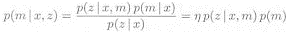 p(m | x, z) = p(z | x, m) p(m | x) / p(z | x) = η p(z | x, m) p(m)